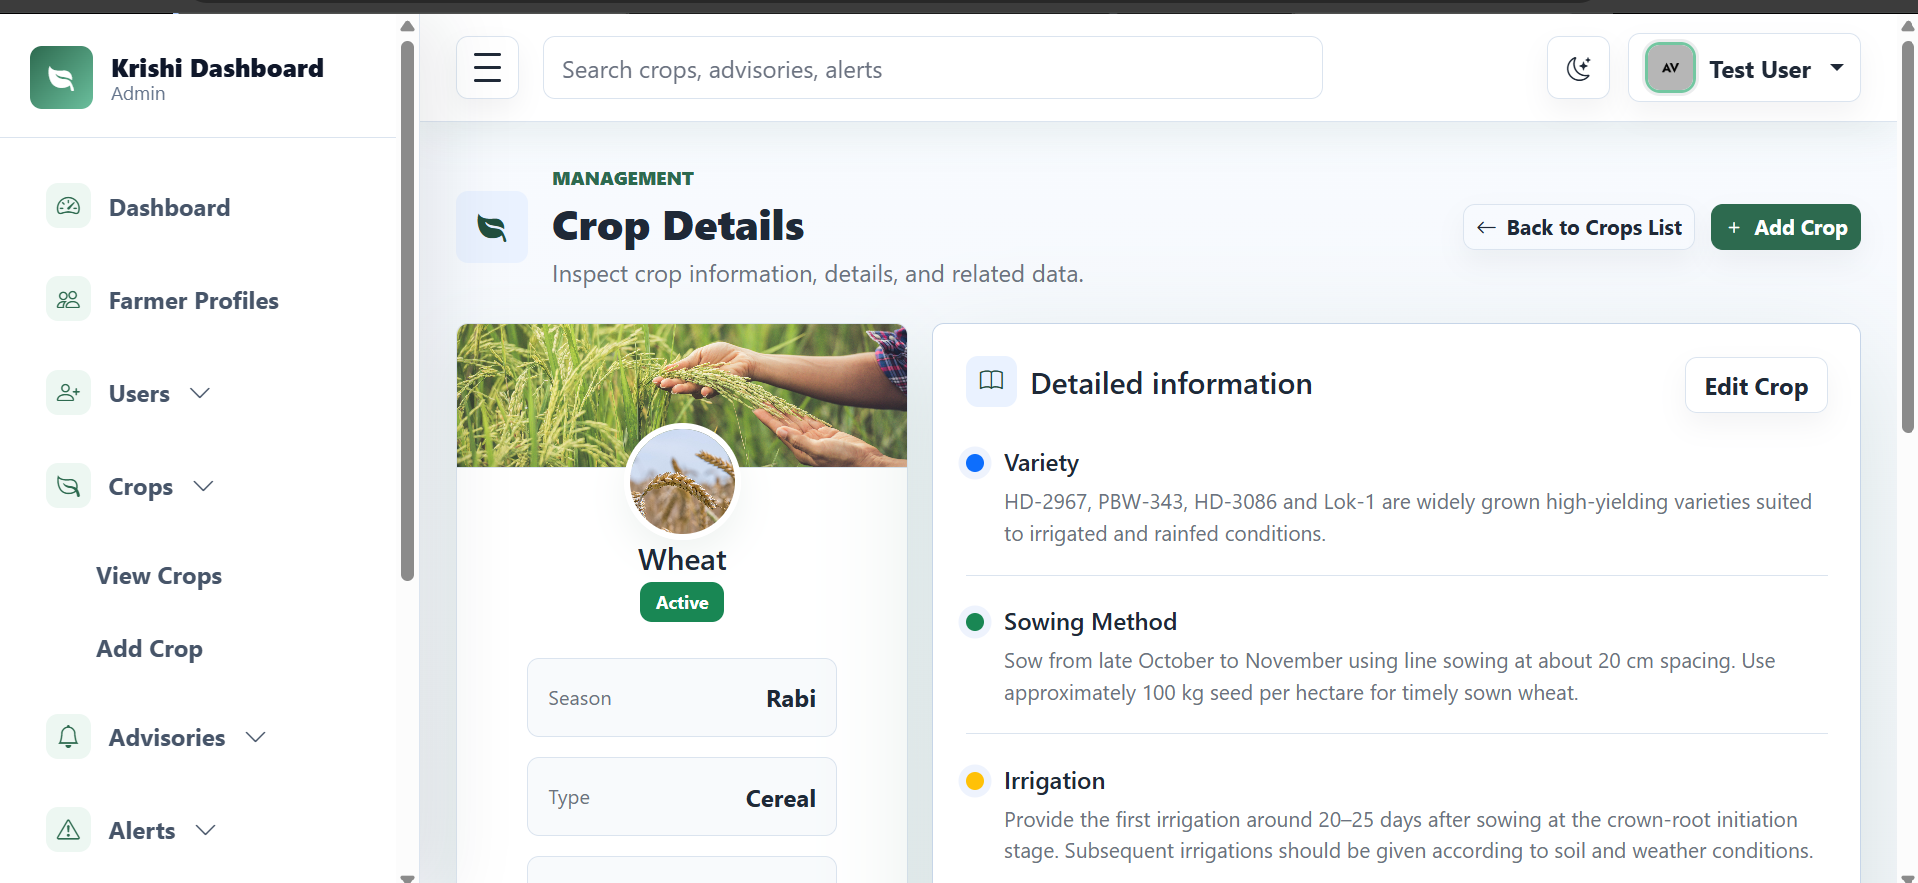 Krishi Dashboard
Admin
Dashboard
Farmer Profiles
Users
Crops
View Crops
Add Crop
Advisories
Alerts
Search crops, advisories, alerts
AV
Test User
MANAGEMENT
Crop Details
Inspect crop information, details, and related data.
← Back to Crops List
+ Add Crop
Wheat
Active
Season Rabi
Type Cereal
Detailed information
Edit Crop
Variety
HD-2967, PBW-343, HD-3086 and Lok-1 are widely grown high-yielding varieties suited
to irrigated and rainfed conditions.
Sowing Method
Sow from late October to November using line sowing at about 20 cm spacing. Use
approximately 100 kg seed per hectare for timely sown wheat.
Irrigation
Provide the first irrigation around 20–25 days after sowing at the crown-root initiation
stage. Subsequent irrigations should be given according to soil and weather conditions.